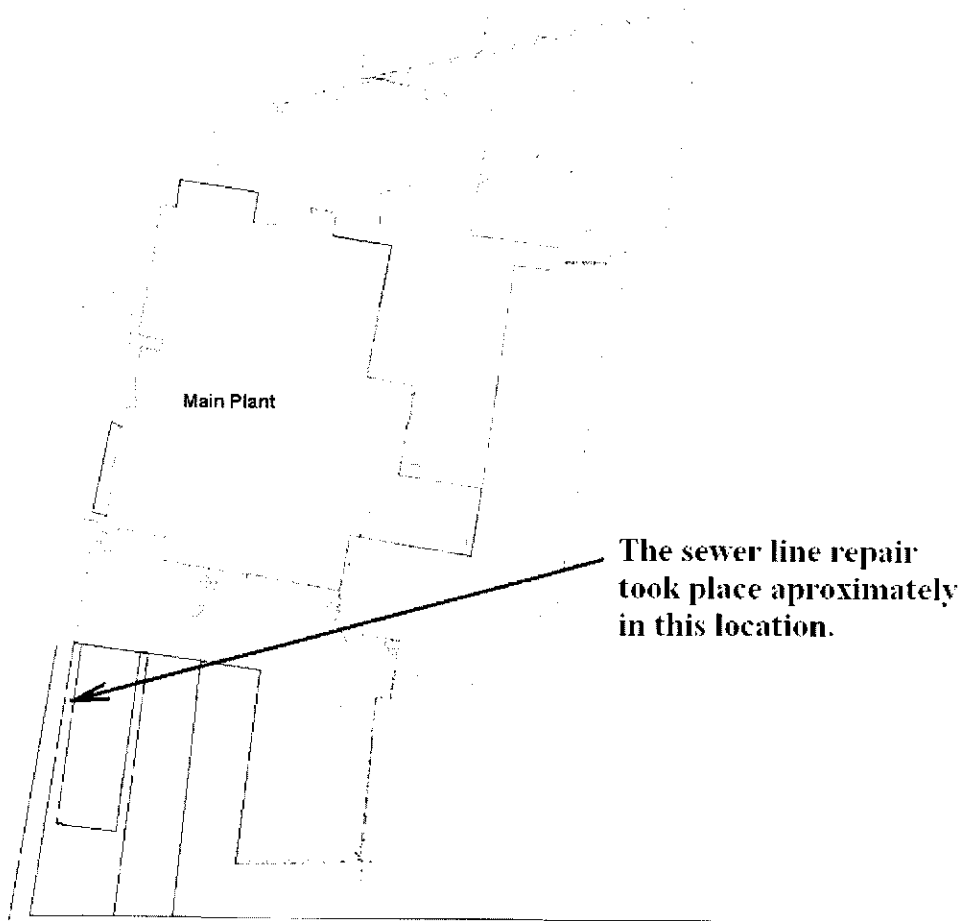 Main Plant
The sewer line repair
took place aproximately
in this location.